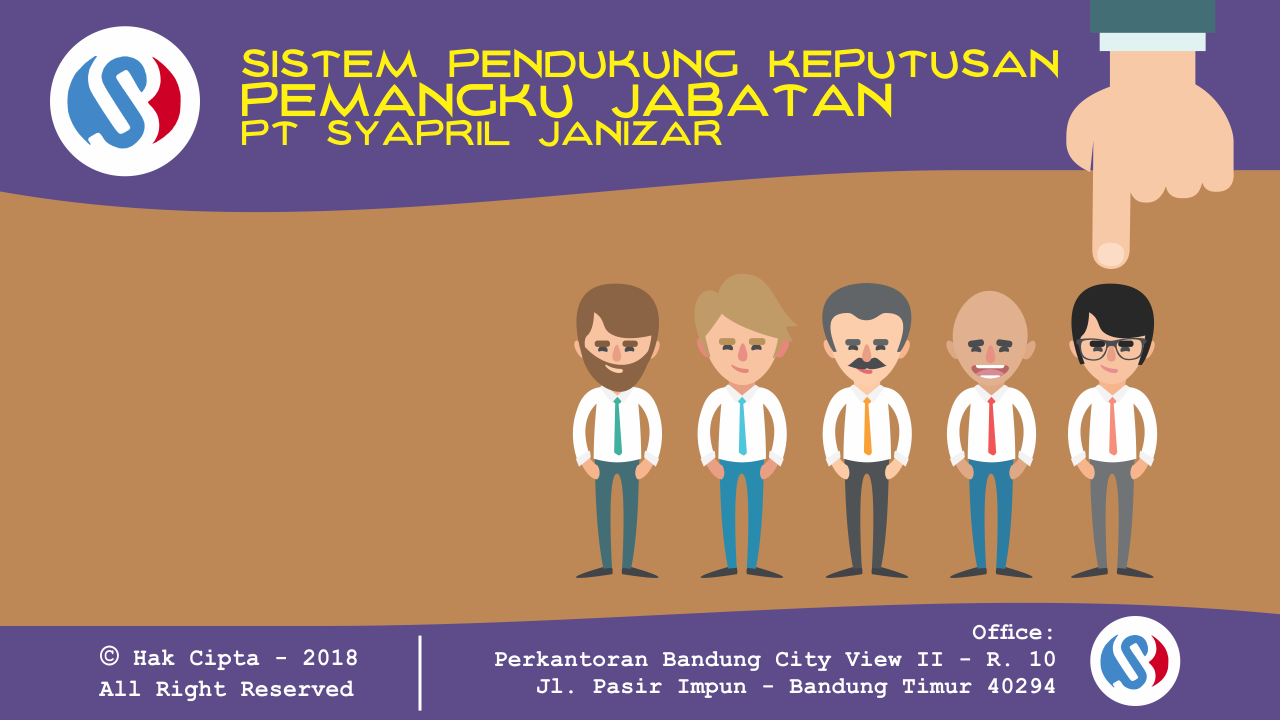 SISTEM PENDUKUNG KEPUTUSAN
PEMANGKU JABATAN
PT SYAPRIL JANIZAR
© Hak Cipta - 2018
All Right Reserved
Office:
Perkantoran Bandung City View II - R. 10
Jl. Pasir Impun - Bandung Timur 40294